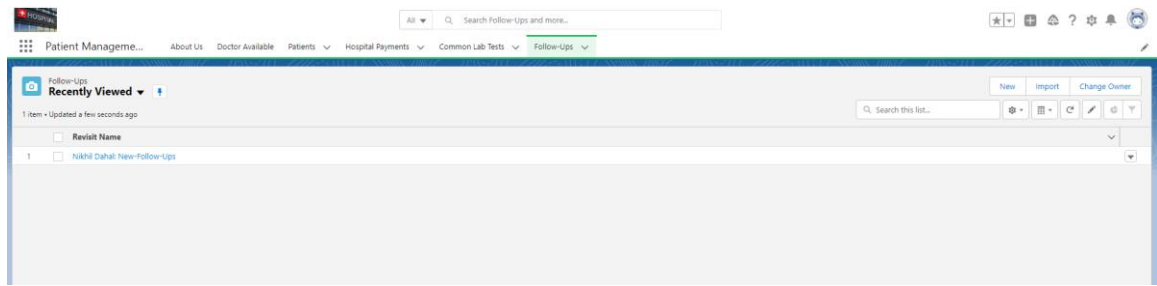 HOSPITAL
All
Search Follow-Ups and more...
Patient Manageme...
About Us
Doctor Available
Patients
Hospital Payments
Common Lab Tests
Follow-Ups
Follow-Ups
Recently Viewed
New
Import
Change Owner
1 item • Updated a few seconds ago
Search this list...
Revisit Name
1
Nikhil Dahal: New-Follow-Ups